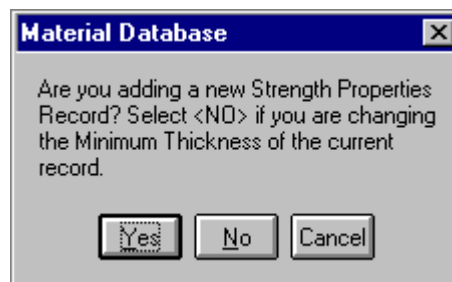 Material Database
Are you adding a new Strength Properties
Record? Select <NO> if you are changing
the Minimum Thickness of the current
record.
Yes No Cancel